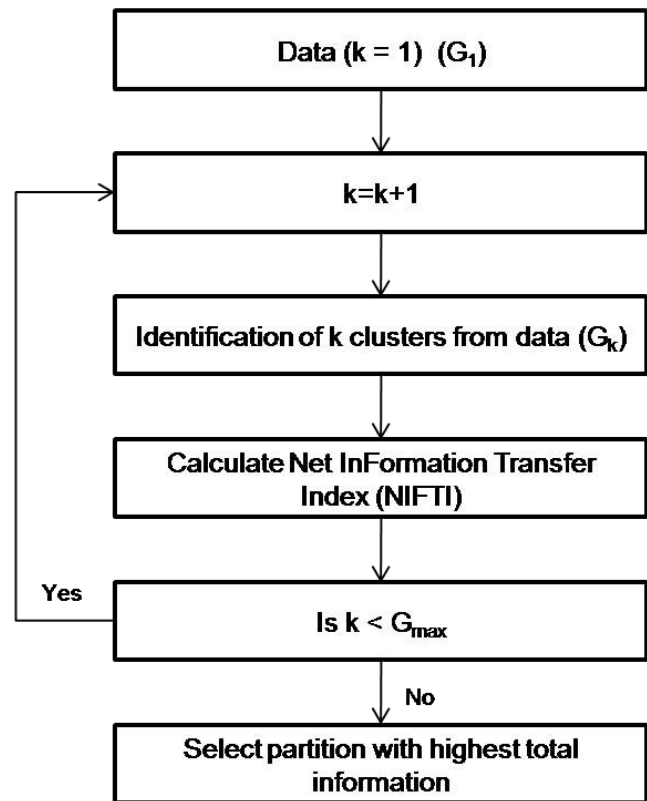 Data (k = 1) (G₁)
k=k+1
Identification of k clusters from data (Gₖ)
Calculate Net InFormation Transfer
Index (NIFTI)
Yes
Is k < Gₘₐₓ
No
Select partition with highest total
information